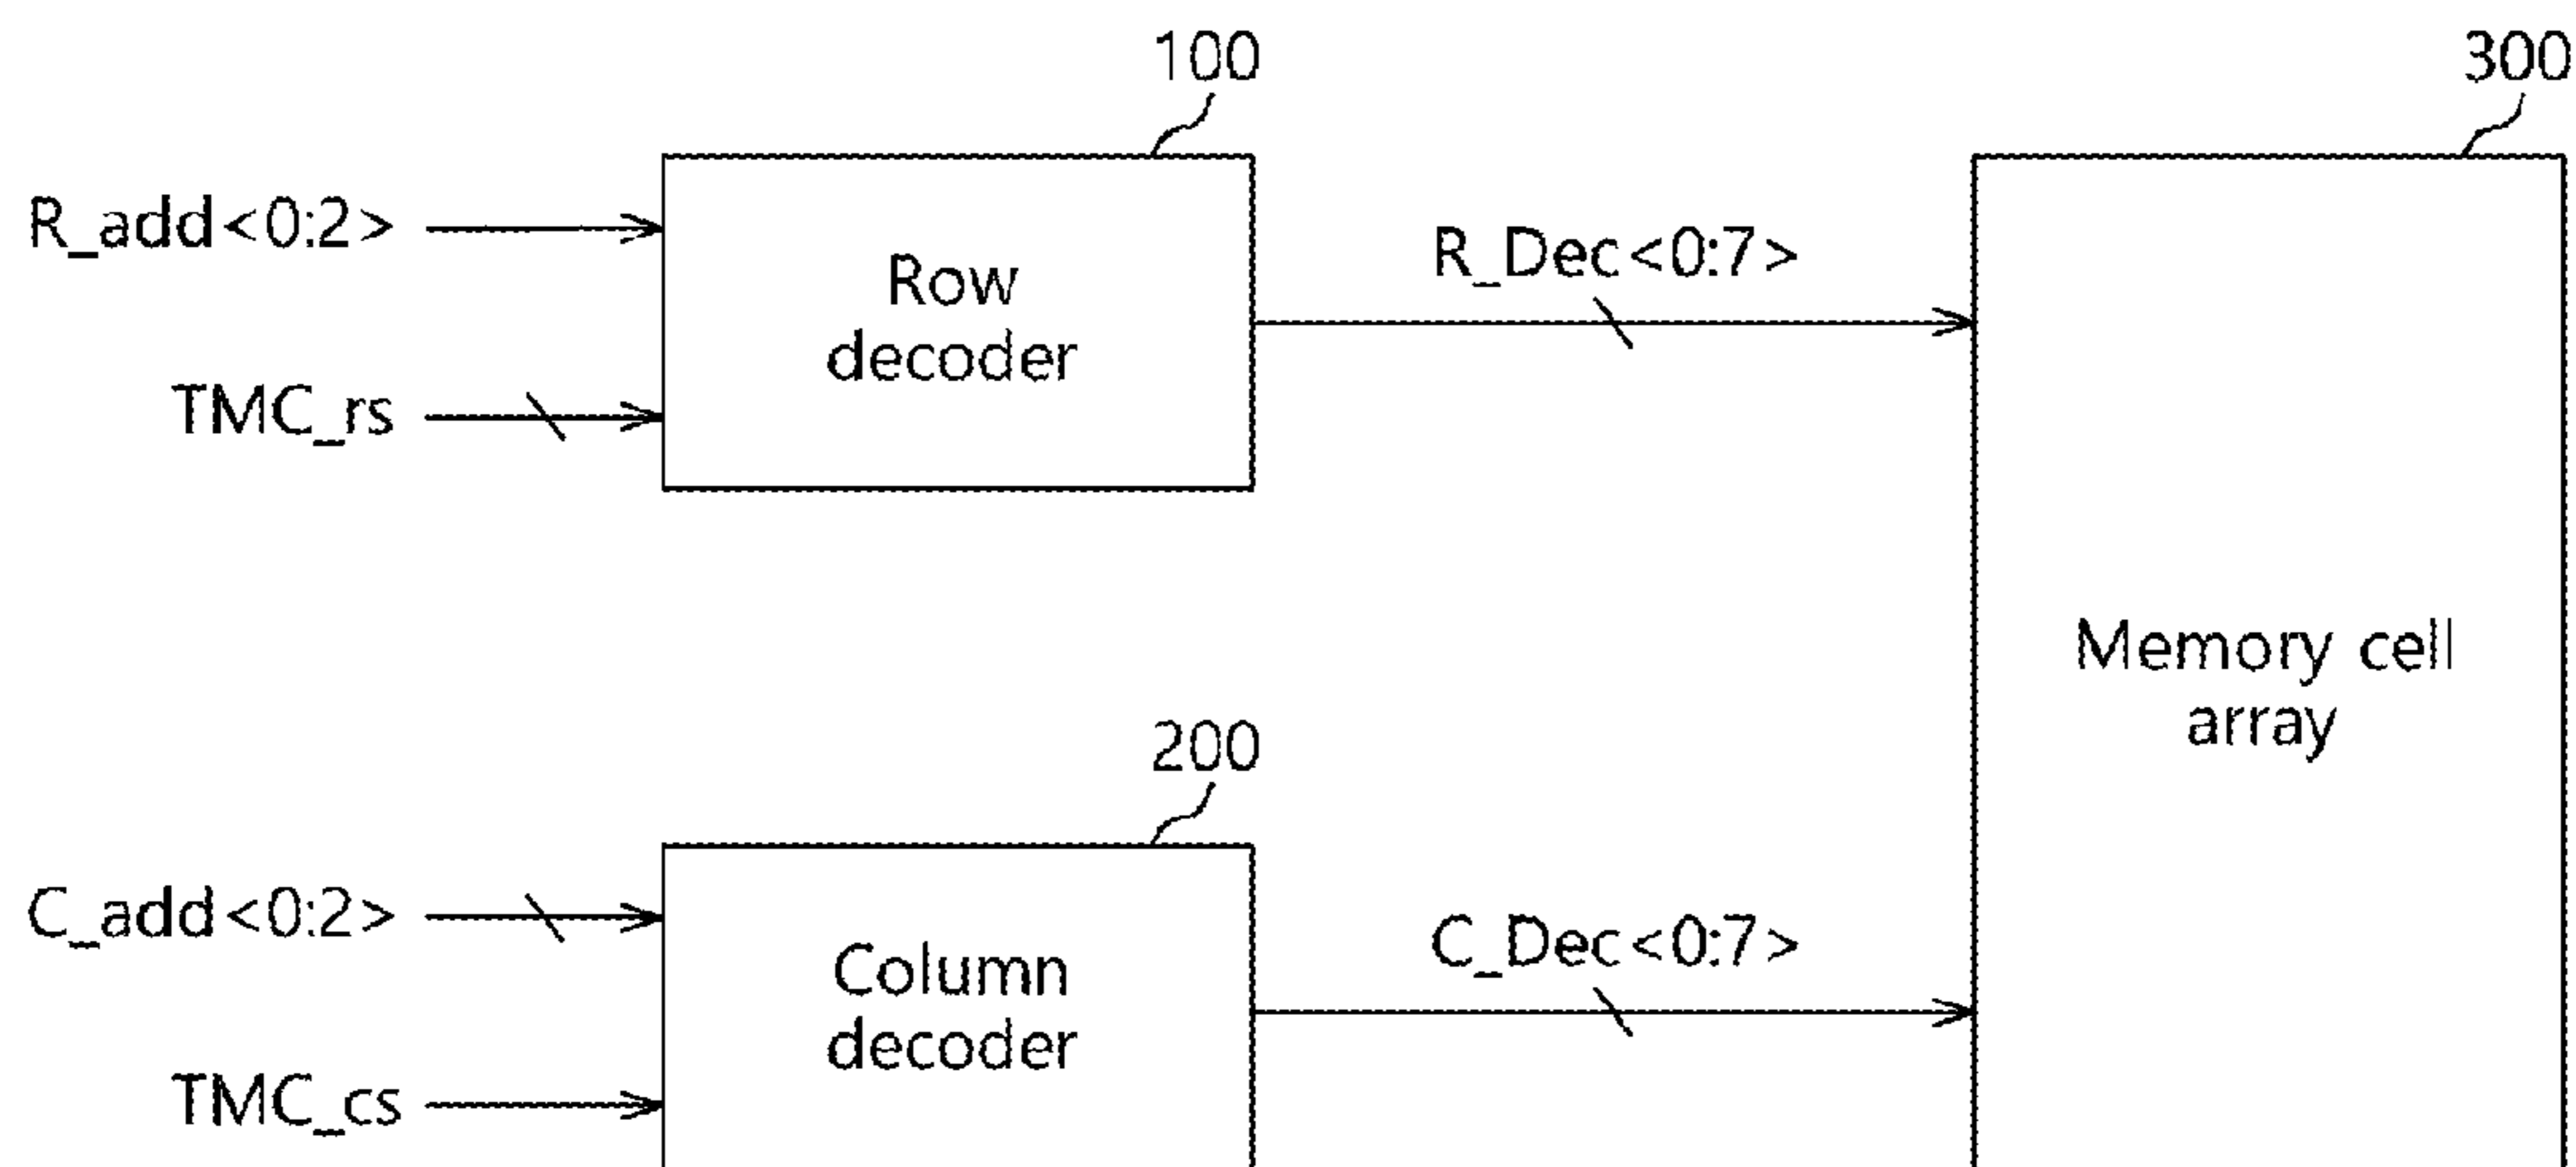 100
300
R_add<0:2>
Row
decoder
R_Dec<0:7>
TMC_rs
Memory cell
array
200
C_add<0:2>
Column
decoder
C_Dec<0:7>
TMC_cs